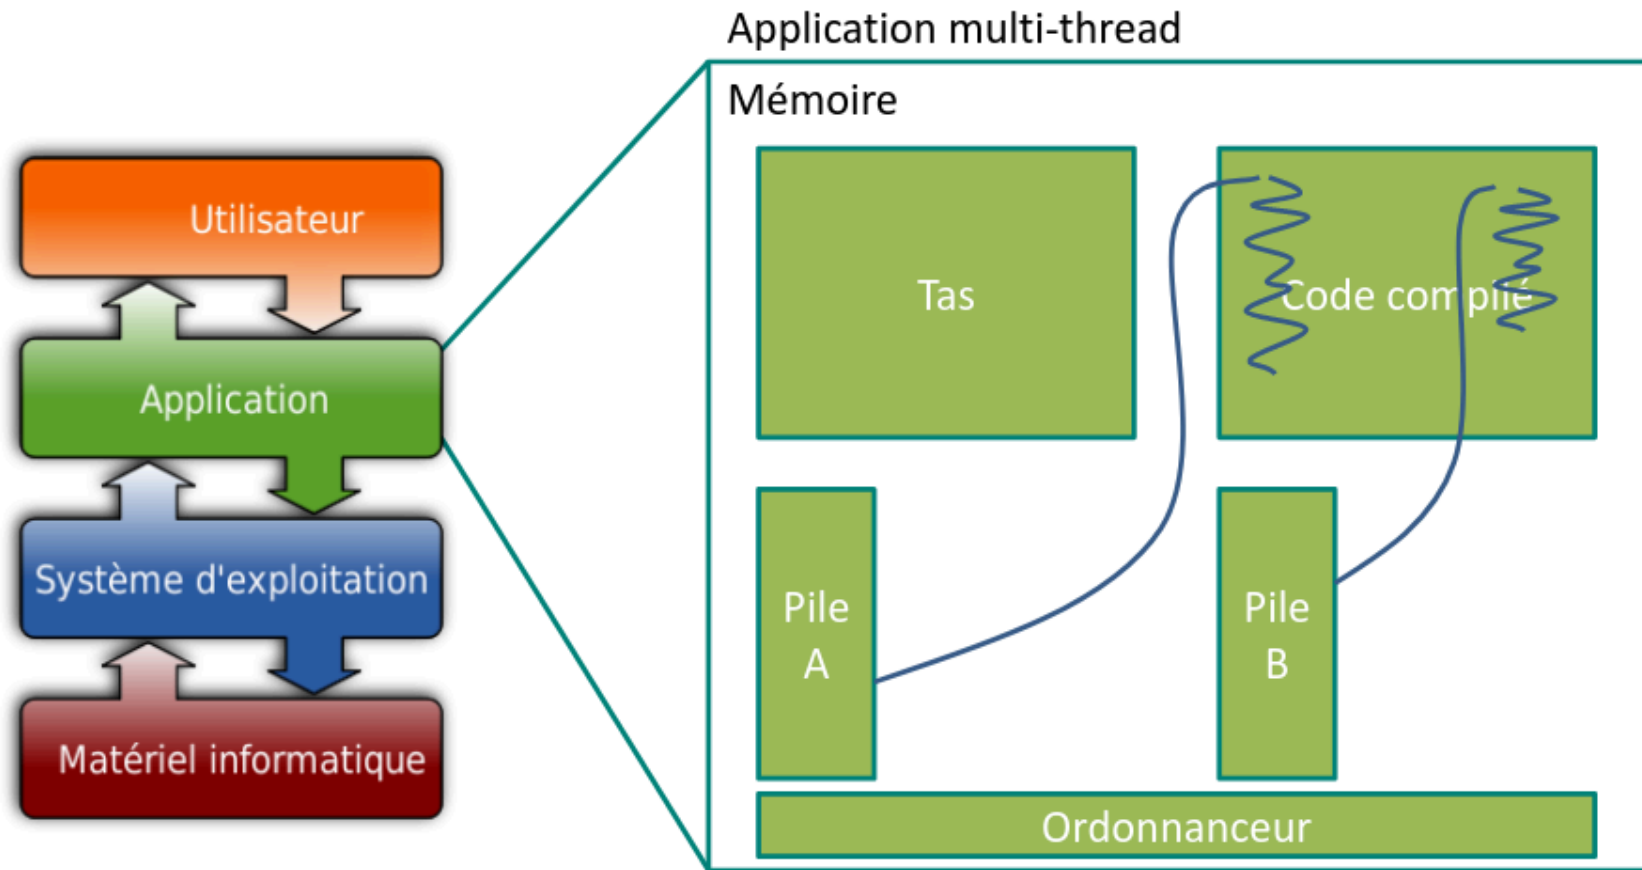 Application multi-thread
Mémoire
Utilisateur
Application
Système d'exploitation
Matériel informatique
Tas
Code compilé
Pile
A
Pile
B
Ordonnanceur